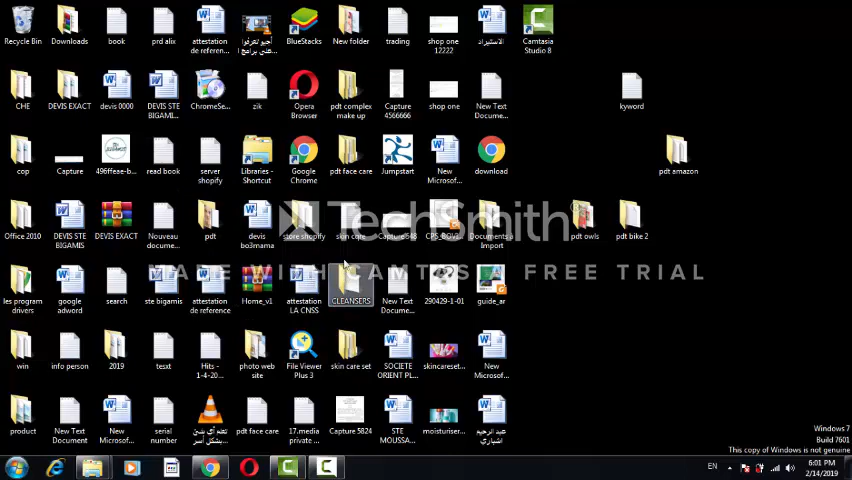 Recycle Bin
Downloads
book
prd alix
attestation
de referen...
BlueStacks
New folder
trading
shop one
12222
الاستيراد
Camtasia
Studio 8
CHE
DEVIS EXACT
devis 0000
DEVIS STE
BIGAMI...
ChromeSe...
zik
Opera
Browser
pdt complex
make up
Capture
4566666
shop one
New Text
Docume...
kyword
cop
Capture
496ffeae-b...
read book
server
shopify
Libraries -
Shortcut
Google
Chrome
pdt face care
Jumpstart
New
Microsof...
download
pdt amazon
Office 2010
DEVIS STE
BIGAMIS
DEVIS EXACT
Nouveau
docume...
pdt
devis
bo3mama
store shopify
skin core
Capture 548
Documents a
Import
pdt owls
pdt bike 2
TechSmith
MADE WITH CAMTASIA FREE TRIAL
les program
drivers
google
adword
search
ste bigamis
attestation
de reference
Home_v1
attestation
LA CNSS
CLEANSERS
New Text
Docume...
290429-1-01
guide_ar
win
info person
2019
texst
Hits -
1-4-20...
photo web
site
File Viewer
Plus 3
skin care set
SOCIETE
ORIENT PL...
skincareset...
New
Microsof...
product
New Text
Document
New
Microsof...
serial
number
pdt face care
17.media
private ...
Capture 5824
STE
MOUSSA...
moisturiser...
عبد الرحيم
Windows 7
Build 7601
This copy of Windows is not genuine
EN
6:01 PM
2/14/2019